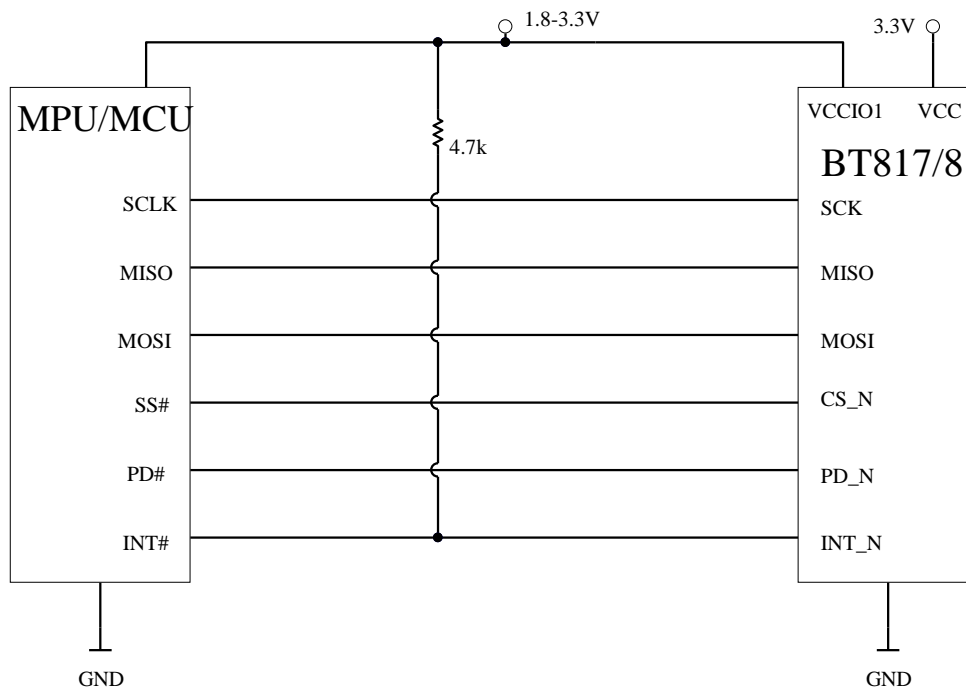 1.8-3.3V
3.3V
MPU/MCU
VCCIO1 VCC
4.7k
BT817/8
SCLK
SCK
MISO
MISO
MOSI
MOSI
SS#
CS_N
PD#
PD_N
INT#
INT_N
GND
GND